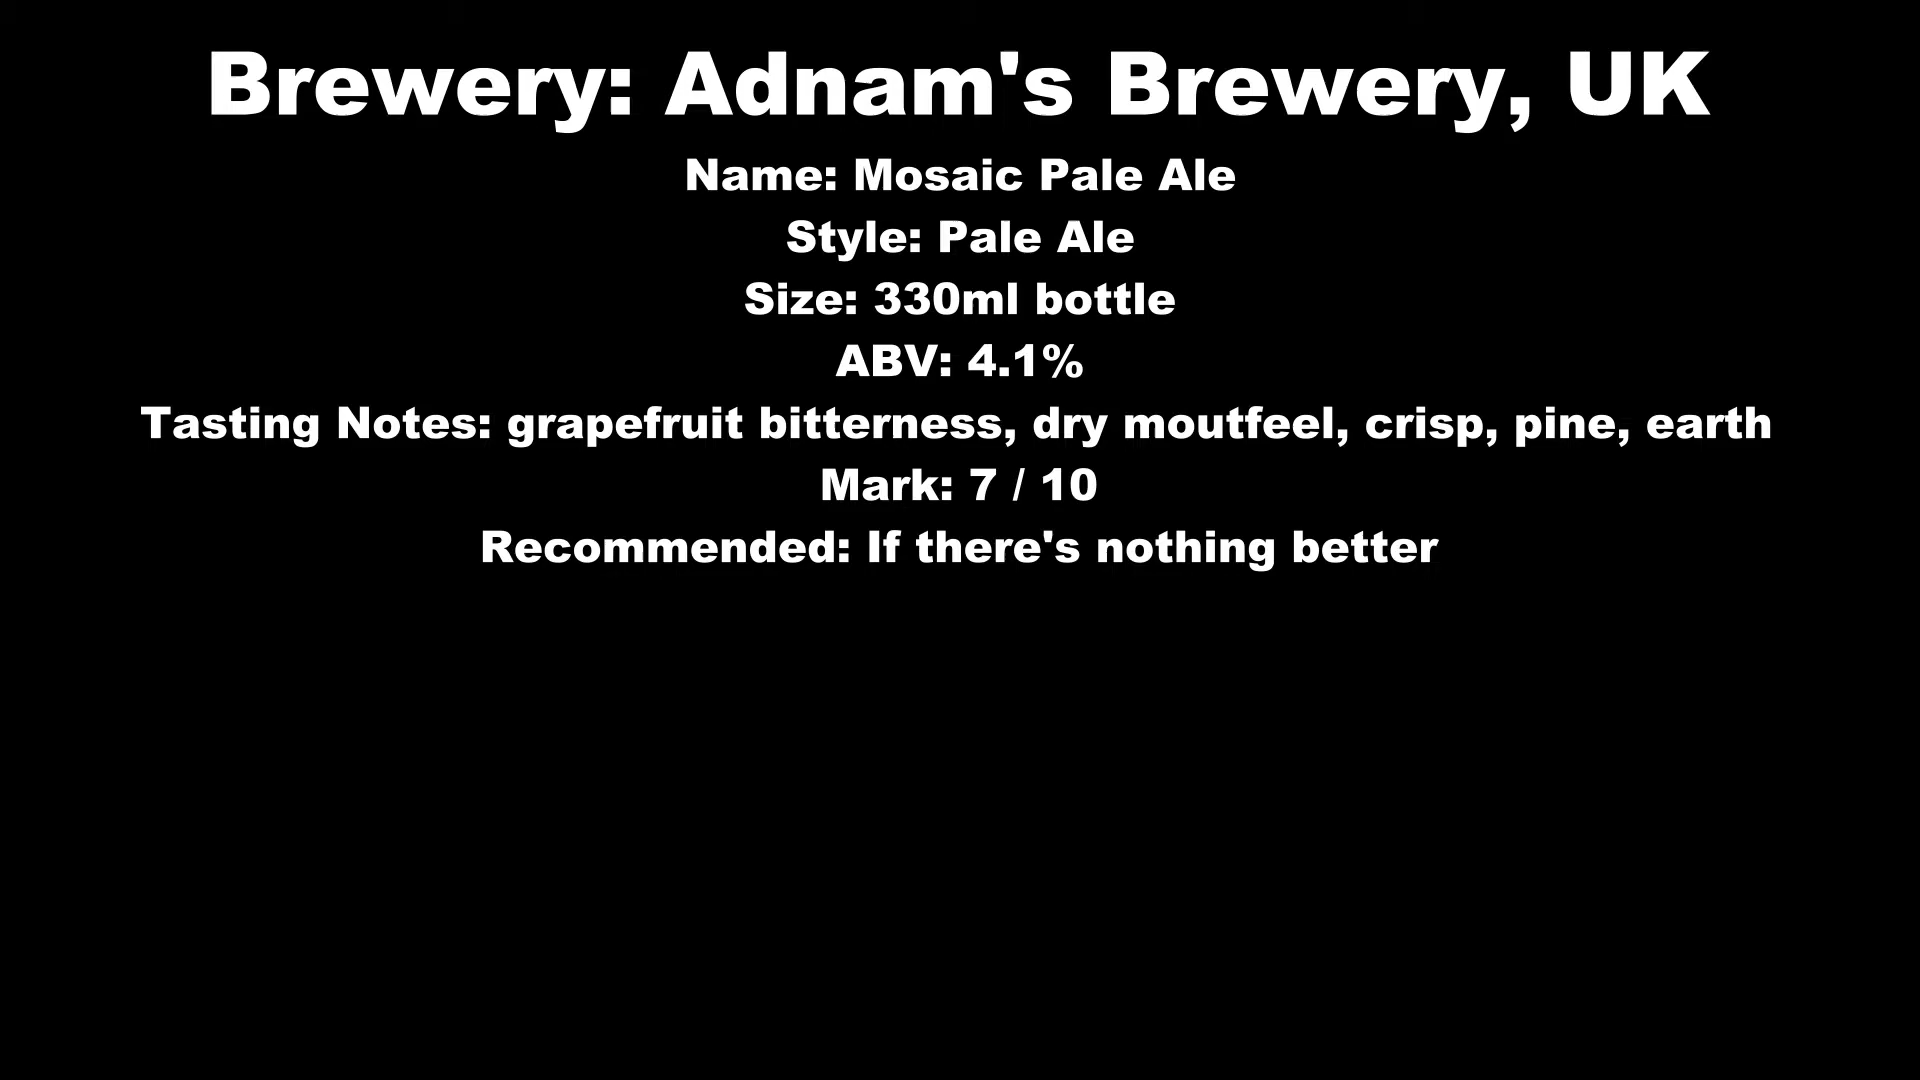 Brewery: Adnam's Brewery, UK
Name: Mosaic Pale Ale
Style: Pale Ale
Size: 330ml bottle
ABV: 4.1%
Tasting Notes: grapefruit bitterness, dry moutfeel, crisp, pine, earth
Mark: 7 / 10
Recommended: If there's nothing better